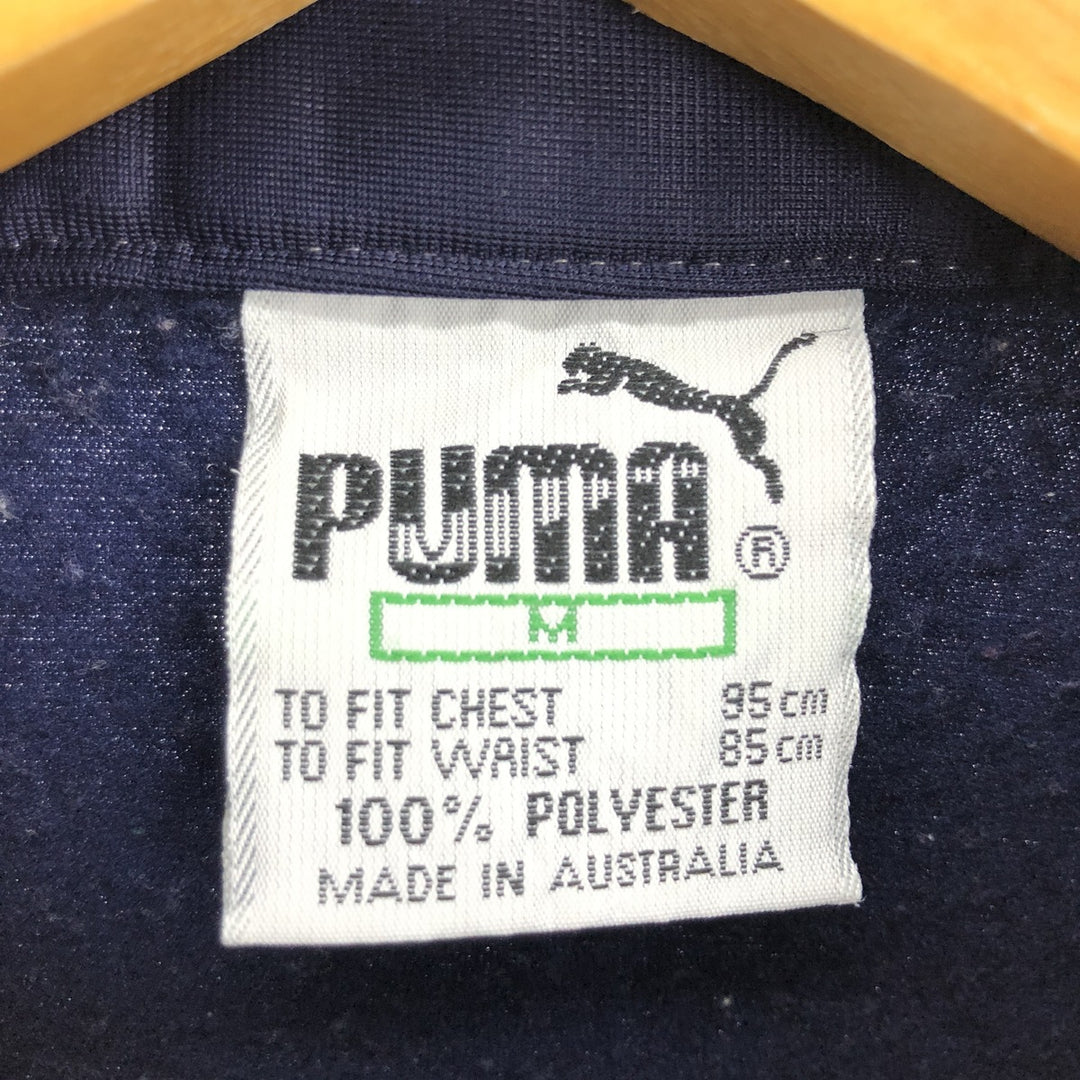 PUMA®
M
TO FIT CHEST 95 cm
TO FIT WAIST 85 cm
100% POLYESTER
MADE IN AUSTRALIA